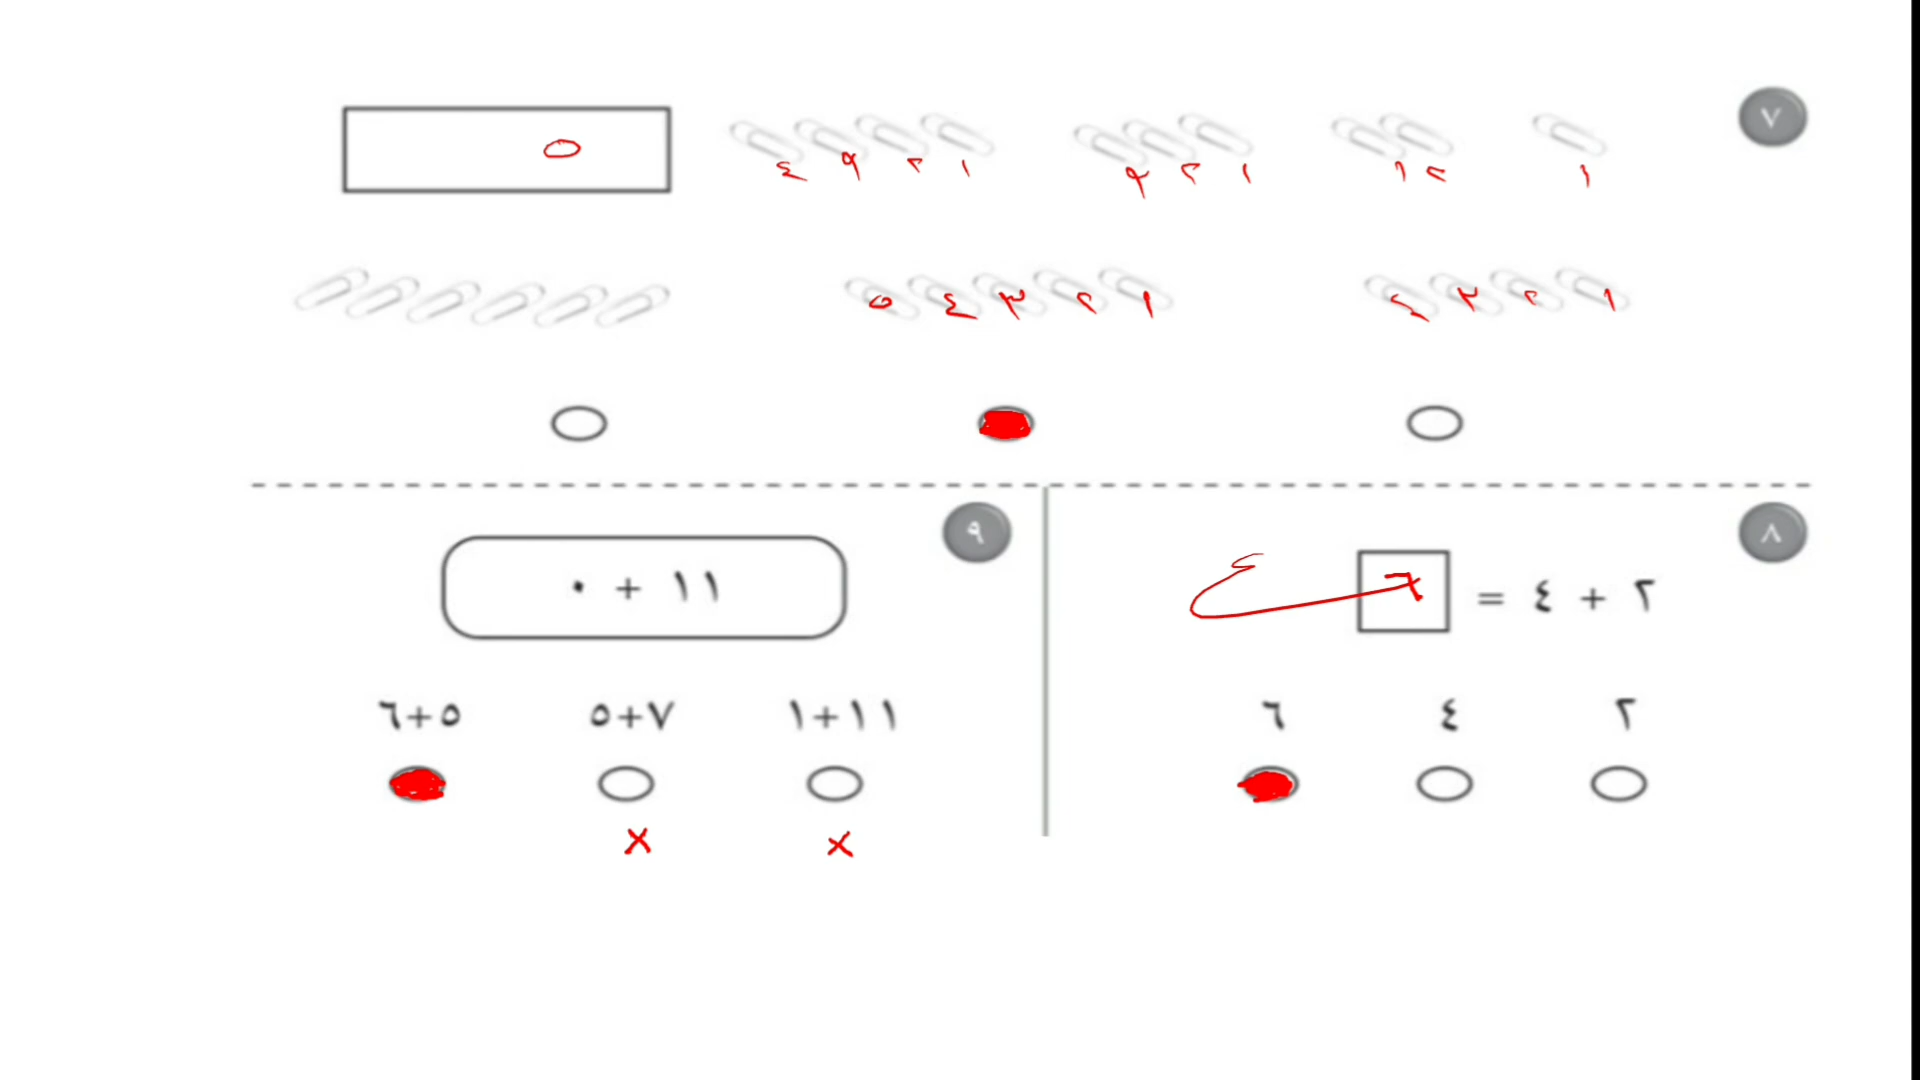 ٧
١ ٢ ١ ١ ٢ ٣ ١ ٢ ٣ ٤ ٥
١ ٢ ٣ ٤ ١ ٢ ٣ ٤ ٥
٨
٢ + ٤ = ٦
٢ ٤ ٦
٩
١١ + ٠
١١+١ ٧+٥ ٥+٦
× ×